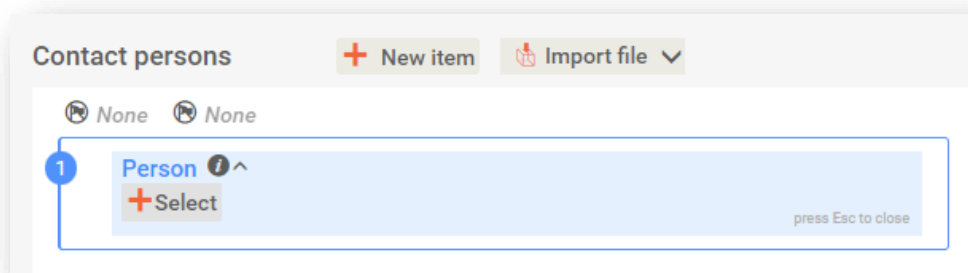 Contact persons + New item Import file
None None
1 Person i
+ Select
press Esc to close